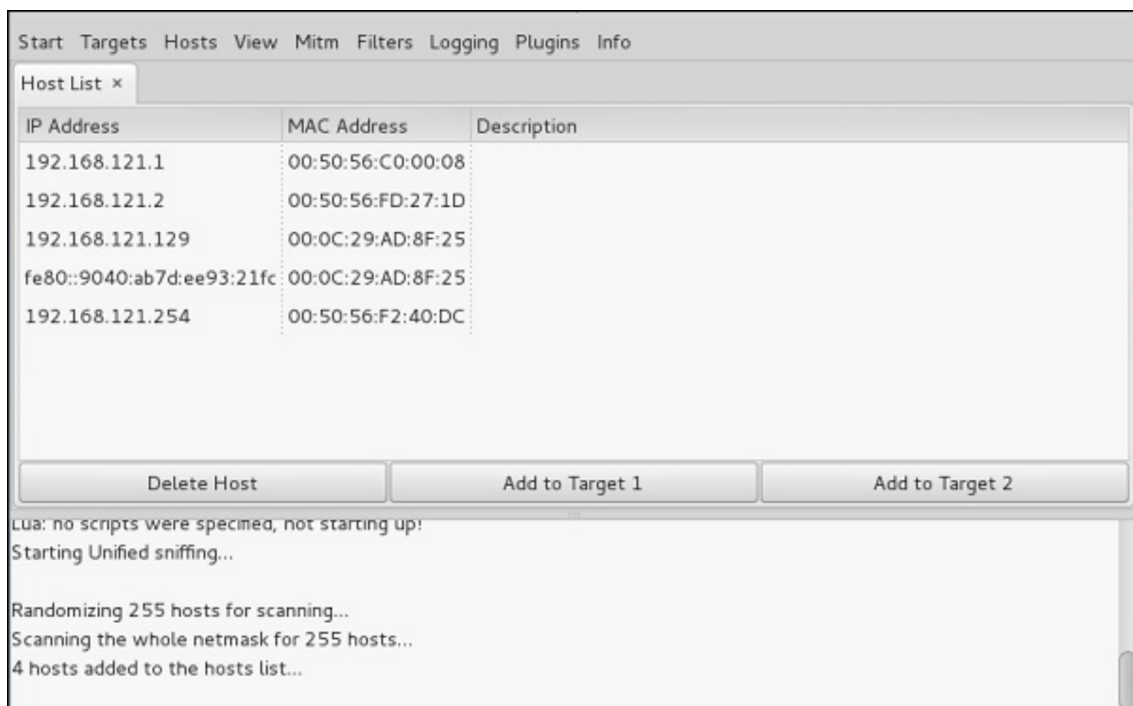 Start Targets Hosts View Mitm Filters Logging Plugins Info
Host List ×
IP Address MAC Address Description
192.168.121.1 00:50:56:C0:00:08
192.168.121.2 00:50:56:FD:27:1D
192.168.121.129 00:0C:29:AD:8F:25
fe80::9040:ab7d:ee93:21fc 00:0C:29:AD:8F:25
192.168.121.254 00:50:56:F2:40:DC
Delete Host Add to Target 1 Add to Target 2
Lua: no scripts were specified, not starting up!
Starting Unified sniffing...
Randomizing 255 hosts for scanning...
Scanning the whole netmask for 255 hosts...
4 hosts added to the hosts list...